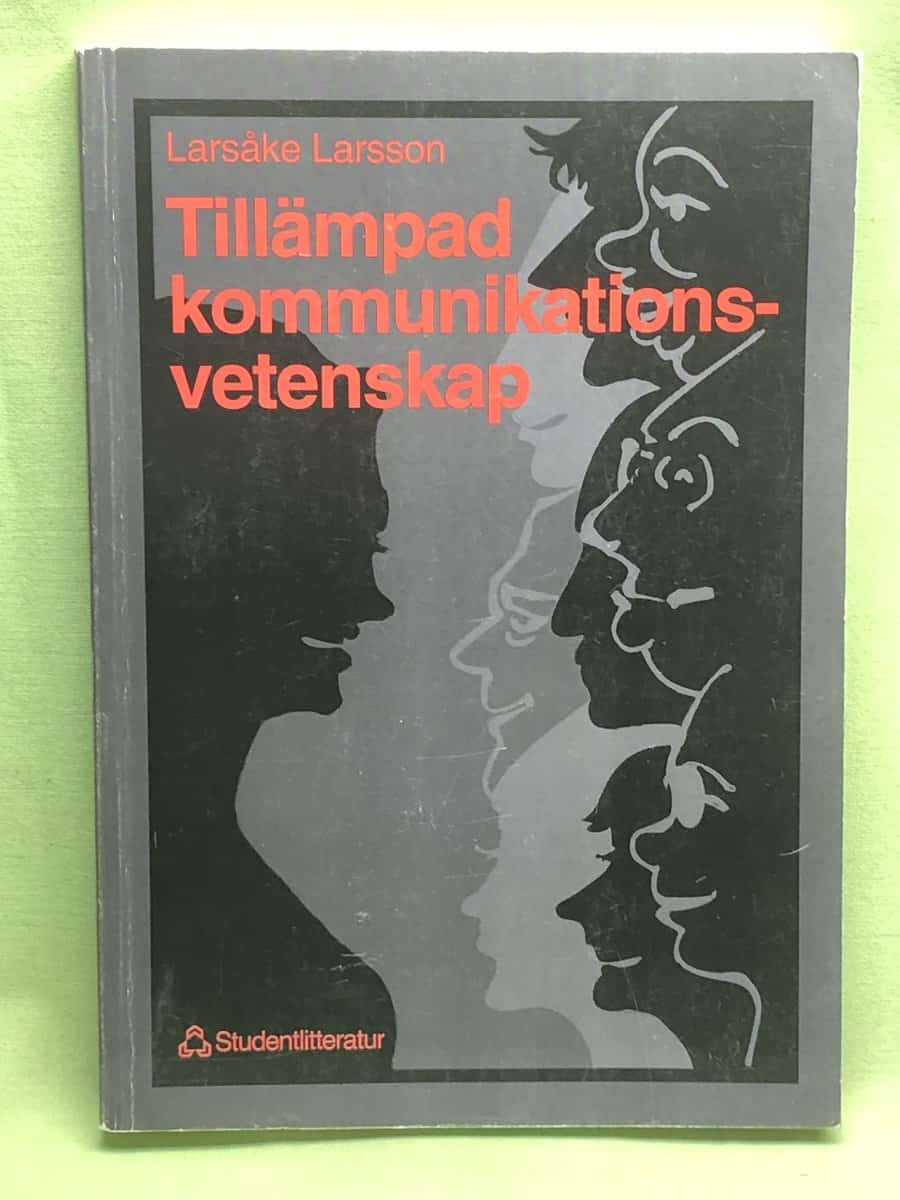 Larsåke Larsson
Tillämpad
kommunikations-
vetenskap
Studentlitteratur